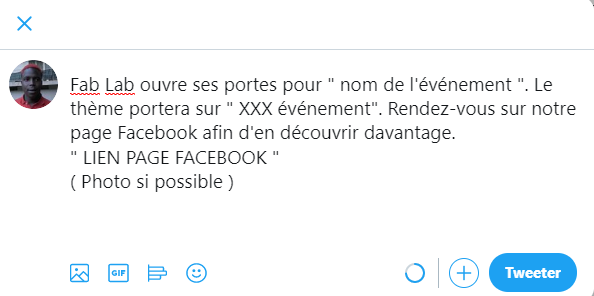 Fab Lab ouvre ses portes pour " nom de l'événement ". Le
thème portera sur " XXX événement". Rendez-vous sur notre
page Facebook afin d'en découvrir davantage.
" LIEN PAGE FACEBOOK "
( Photo si possible )
GIF
Tweeter